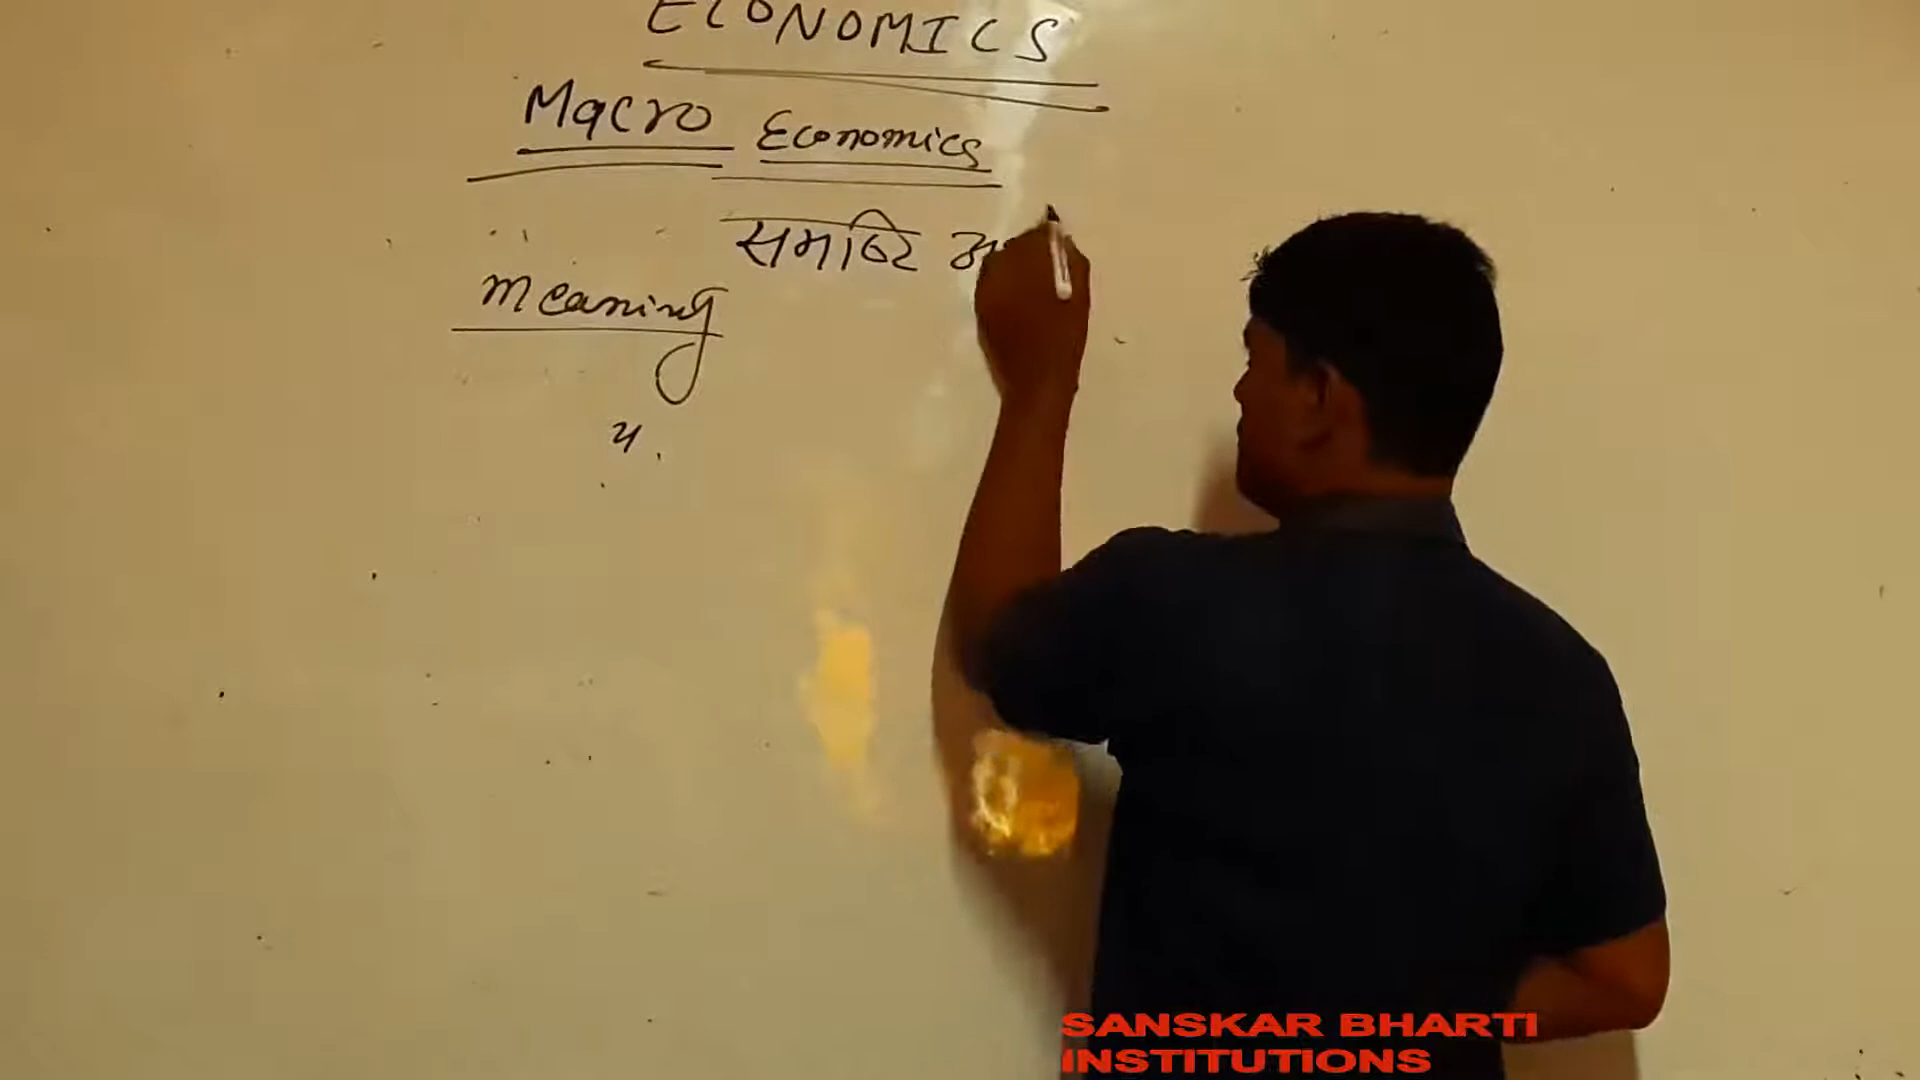 ECONOMICS
Macro Economics
समष्टि अ
Meaning
SANSKAR BHARTI
INSTITUTIONS